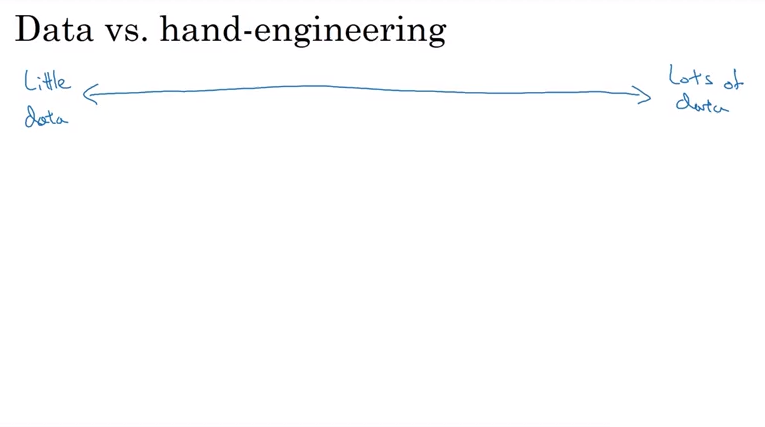 Data vs. hand-engineering
Little
data
Lots of
data